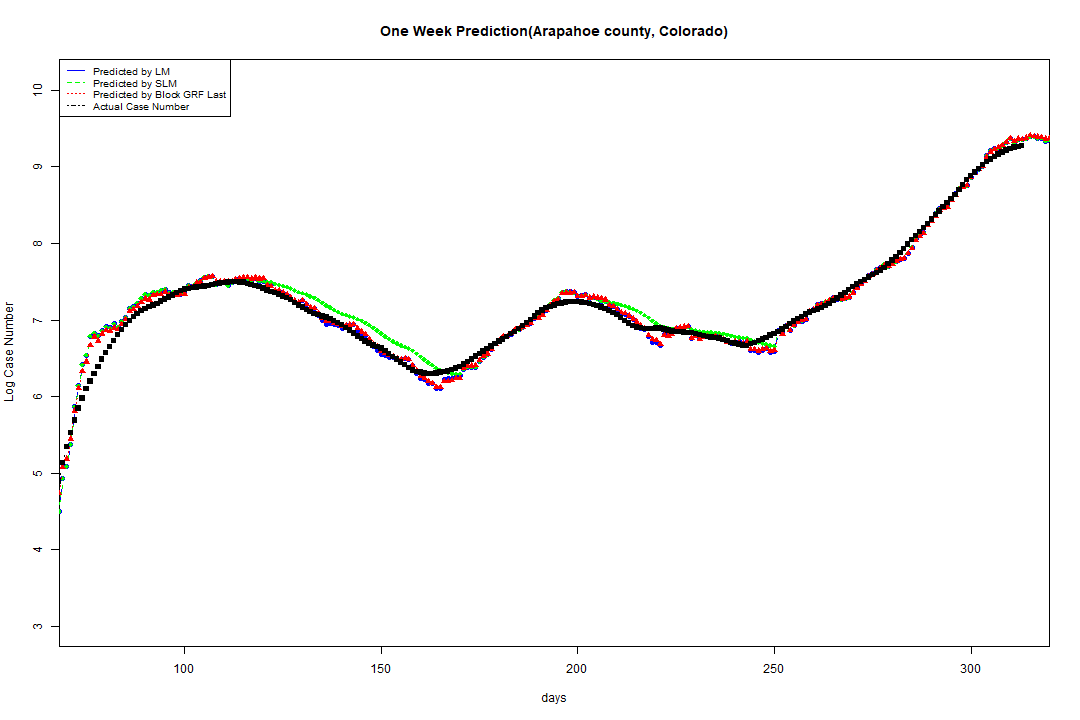 One Week Prediction(Arapahoe county, Colorado)
Predicted by LM
Predicted by SLM
Predicted by Block GRF Last
Actual Case Number
Log Case Number
10
9
8
7
6
5
4
3
100 150 200 250 300
days